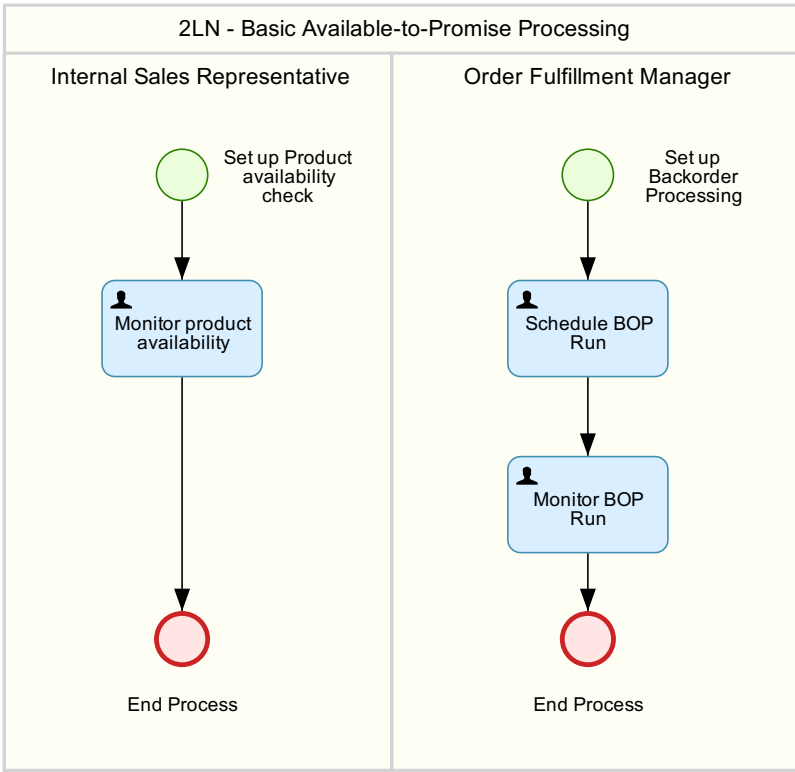 2LN - Basic Available-to-Promise Processing
Internal Sales Representative
Order Fulfillment Manager
Set up Product
availability
check
Set up
Backorder
Processing
Monitor product
availability
Schedule BOP
Run
Monitor BOP
Run
End Process
End Process